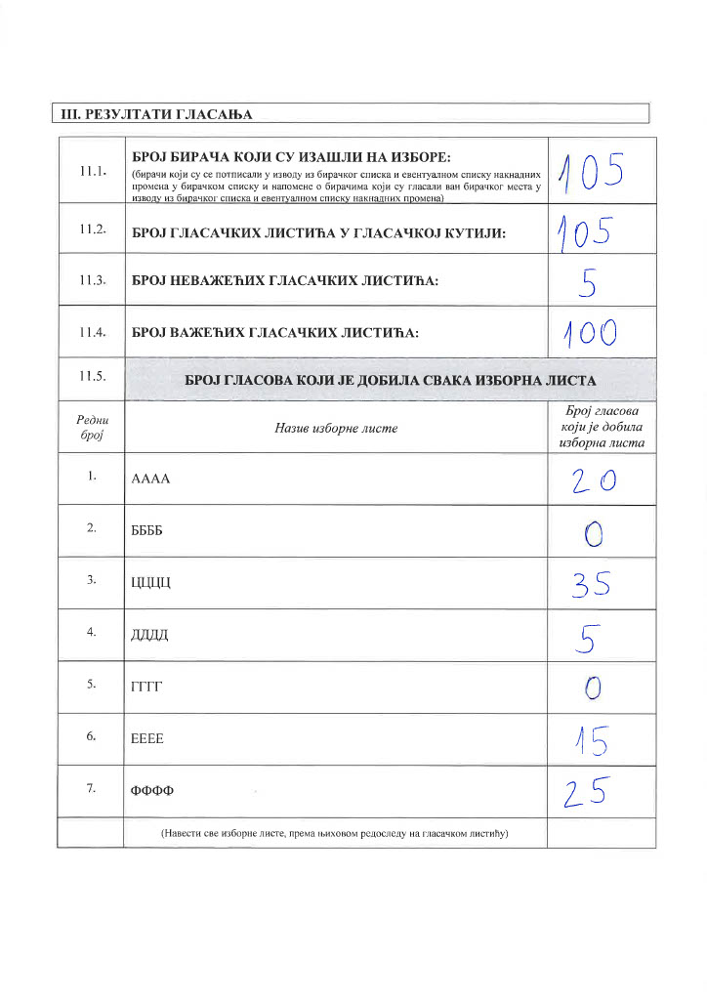 III. РЕЗУЛТАТИ ГЛАСАЊА
11.1. БРОЈ БИРАЧА КОЈИ СУ ИЗАШЛИ НА ИЗБОРЕ: 105
(бирачи који су се потписали у изводу из бирачког списка и евентуалном списку накнадних
промена у бирачком списку и напомене о бирачима који су гласали ван бирачког места у
изводу из бирачког списка и евентуалном списку накнадних промена)
11.2. БРОЈ ГЛАСАЧКИХ ЛИСТИЋА У ГЛАСАЧКОЈ КУТИЈИ: 105
11.3. БРОЈ НЕВАЖЕЋИХ ГЛАСАЧКИХ ЛИСТИЋА: 5
11.4. БРОЈ ВАЖЕЋИХ ГЛАСАЧКИХ ЛИСТИЋА: 100
11.5. БРОЈ ГЛАСОВА КОЈИ ЈЕ ДОБИЛА СВАКА ИЗБОРНА ЛИСТА
Редни
број
Назив изборне листе
Број гласова
који је добила
изборна листа
1. АААА 20
2. ББББ 0
3. ЦЦЦЦ 35
4. ДДДД 5
5. ГГГГ 0
6. ЕЕЕЕ 15
7. ФФФФ 25
(Навести све изборне листе, према њиховом редоследу на гласачком листићу)